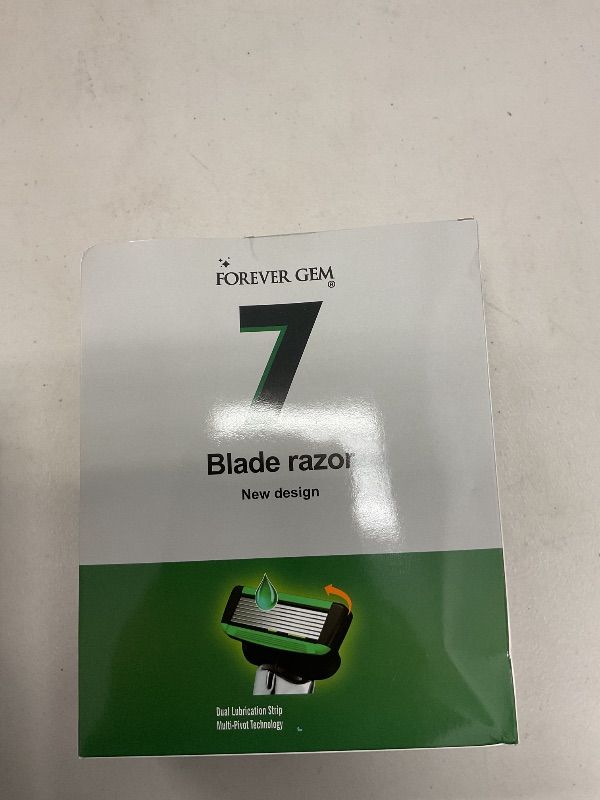 FOREVER GEM®
7
Blade razor
New design
Dual Lubrication Strip
Multi-Pivot Technology